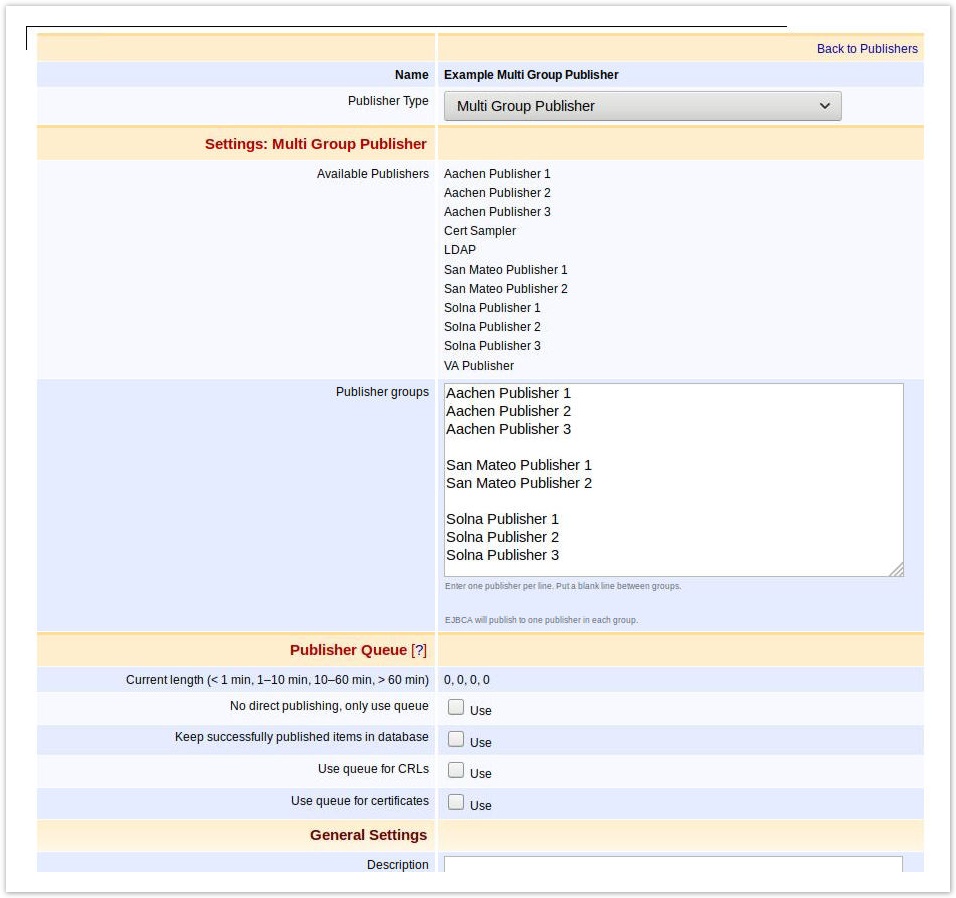 Back to Publishers
Name Example Multi Group Publisher
Publisher Type Multi Group Publisher
Settings: Multi Group Publisher
Available Publishers Aachen Publisher 1
Aachen Publisher 2
Aachen Publisher 3
Cert Sampler
LDAP
San Mateo Publisher 1
San Mateo Publisher 2
Solna Publisher 1
Solna Publisher 2
Solna Publisher 3
VA Publisher
Publisher groups Aachen Publisher 1
Aachen Publisher 2
Aachen Publisher 3
San Mateo Publisher 1
San Mateo Publisher 2
Solna Publisher 1
Solna Publisher 2
Solna Publisher 3
Enter one publisher per line. Put a blank line between groups.
EJBCA will publish to one publisher in each group.
Publisher Queue [?]
Current length (< 1 min, 1–10 min, 10–60 min, > 60 min) 0, 0, 0, 0
No direct publishing, only use queue Use
Keep successfully published items in database Use
Use queue for CRLs Use
Use queue for certificates Use
General Settings
Description